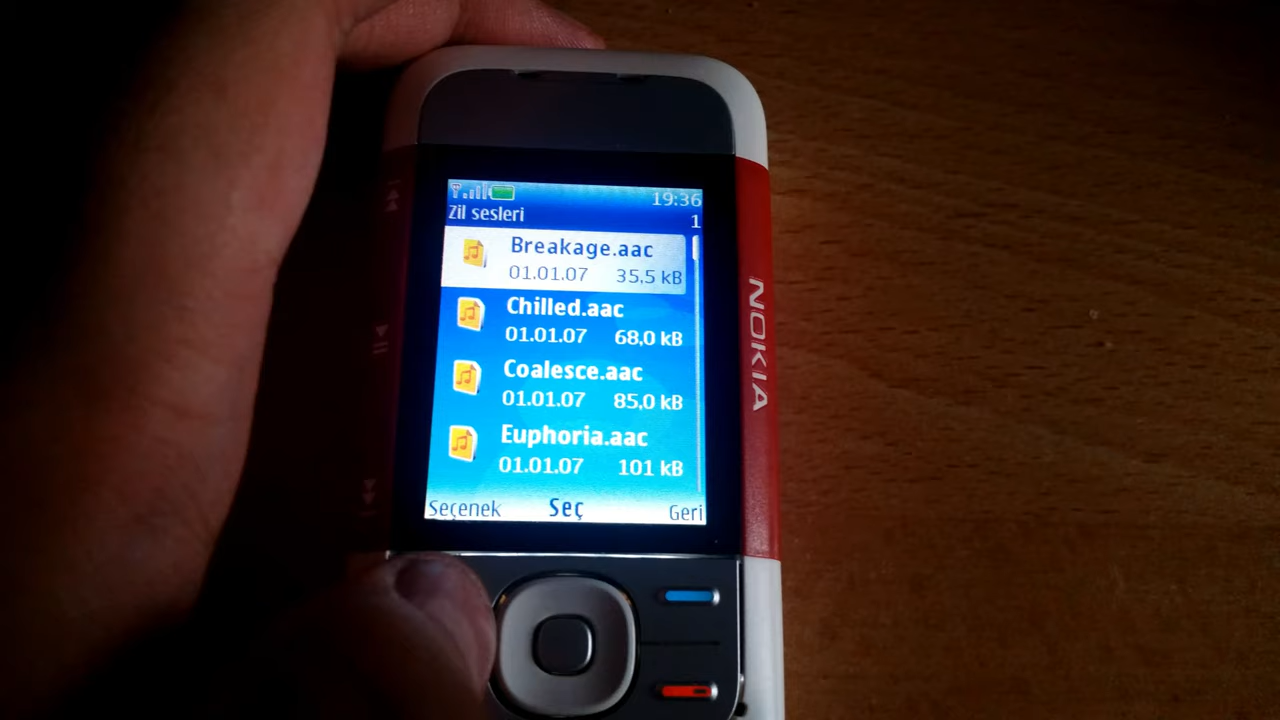 19:36
Zil sesleri 1
Breakage.aac
01.01.07 35,5 kB
Chilled.aac
01.01.07 68,0 kB
Coalesce.aac
01.01.07 85,0 kB
Euphoria.aac
01.01.07 101 kB
Seçenek Seç Geri
NOKIA